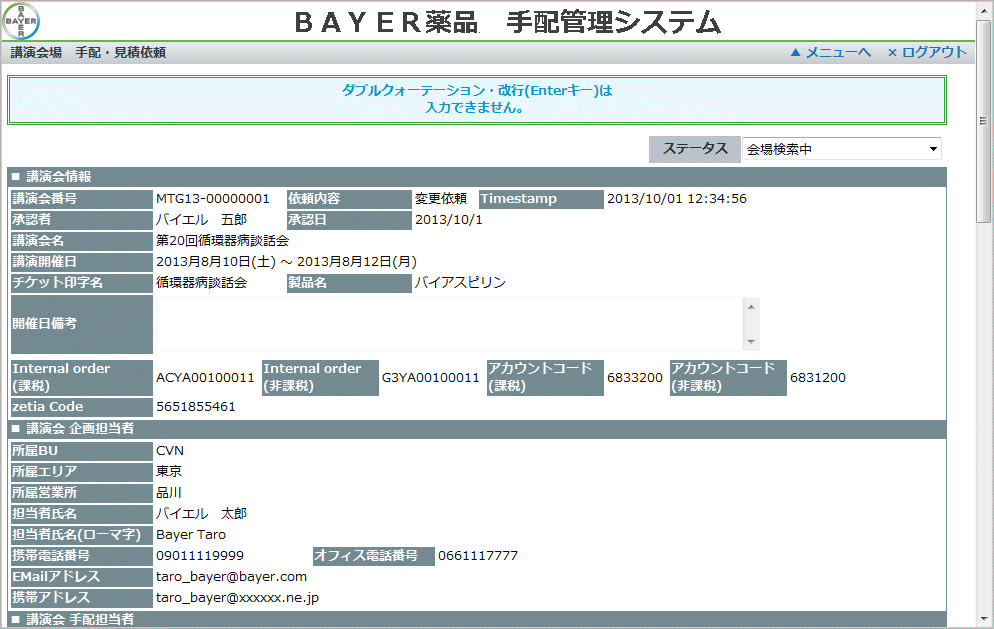 BAYER
BAYER
ＢＡＹＥＲ薬品　手配管理システム
講演会場　手配・見積依頼
▲ メニューへ　× ログアウト
ダブルクォーテーション・改行(Enterキー)は
入力できません。
ステータス 会場検索中
■ 講演会情報
講演会番号 MTG13-00000001 依頼内容 変更依頼 Timestamp 2013/10/01 12:34:56
承認者 バイエル　五郎 承認日 2013/10/1
講演会名 第20回循環器病談話会
講演開催日 2013月8月10日(土) ～ 2013月8月12日(月)
チケット印字名 循環器病談話会 製品名 バイアスピリン
開催日備考
Internal order
(課税) ACYA00100011 Internal order
(非課税) G3YA00100011 アカウントコード
(課税) 6833200 アカウントコード
(非課税) 6831200
zetia Code 5651855461
■ 講演会 企画担当者
所属BU CVN
所属エリア 東京
所属営業所 品川
担当者氏名 バイエル　太郎
担当者氏名(ローマ字) Bayer Taro
携帯電話番号 09011119999 オフィス電話番号 0661117777
EMailアドレス taro_bayer@bayer.com
携帯アドレス taro_bayer@xxxxxx.ne.jp
■ 講演会 手配担当者